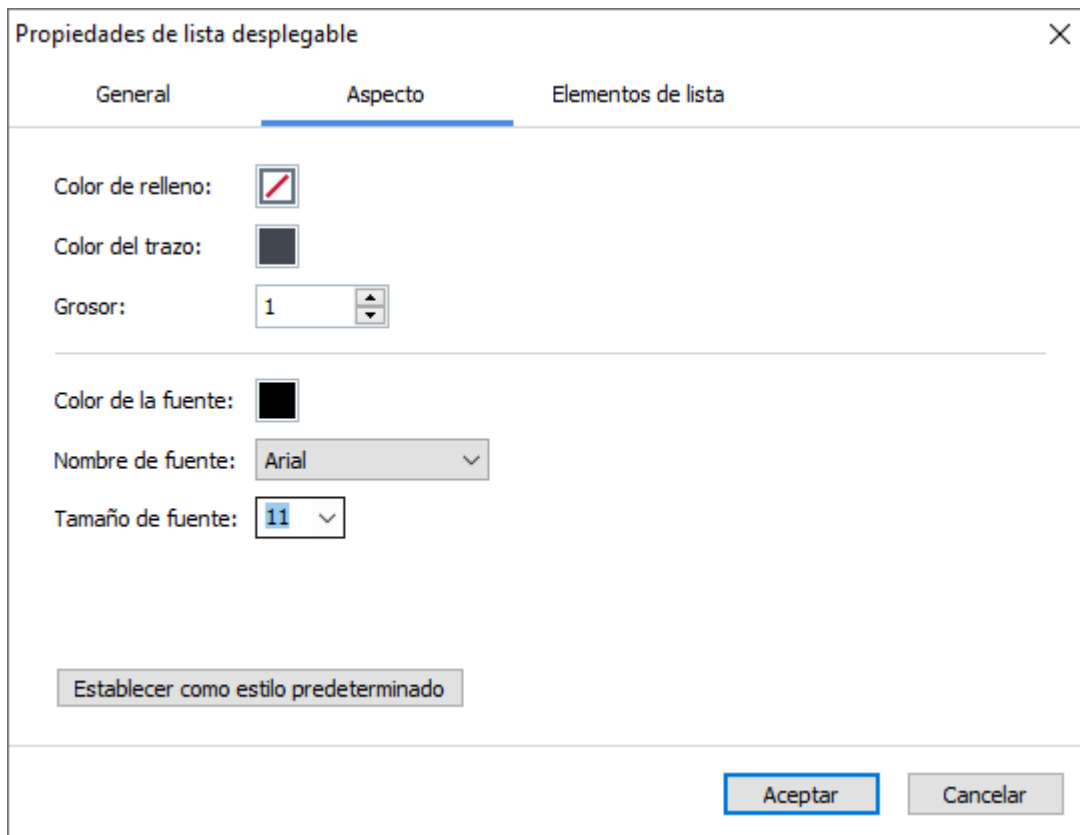 Propiedades de lista desplegable
General Aspecto Elementos de lista
Color de relleno:
Color del trazo:
Grosor: 1
Color de la fuente:
Nombre de fuente: Arial
Tamaño de fuente: 11
Establecer como estilo predeterminado
Aceptar Cancelar